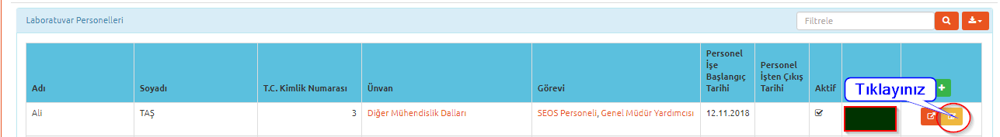 Laboratuvar Personelleri
Filtrele
Adı
Soyadı
T.C. Kimlik Numarası
Ünvan
Görevi
Personel
İşe
Başlangıç
Tarihi
Personel
İşten Çıkış
Tarihi
Aktif
Tıklayınız
Ali
TAŞ
3
Diğer Mühendislik Dalları
SEOS Personeli, Genel Müdür Yardımcısı
12.11.2018